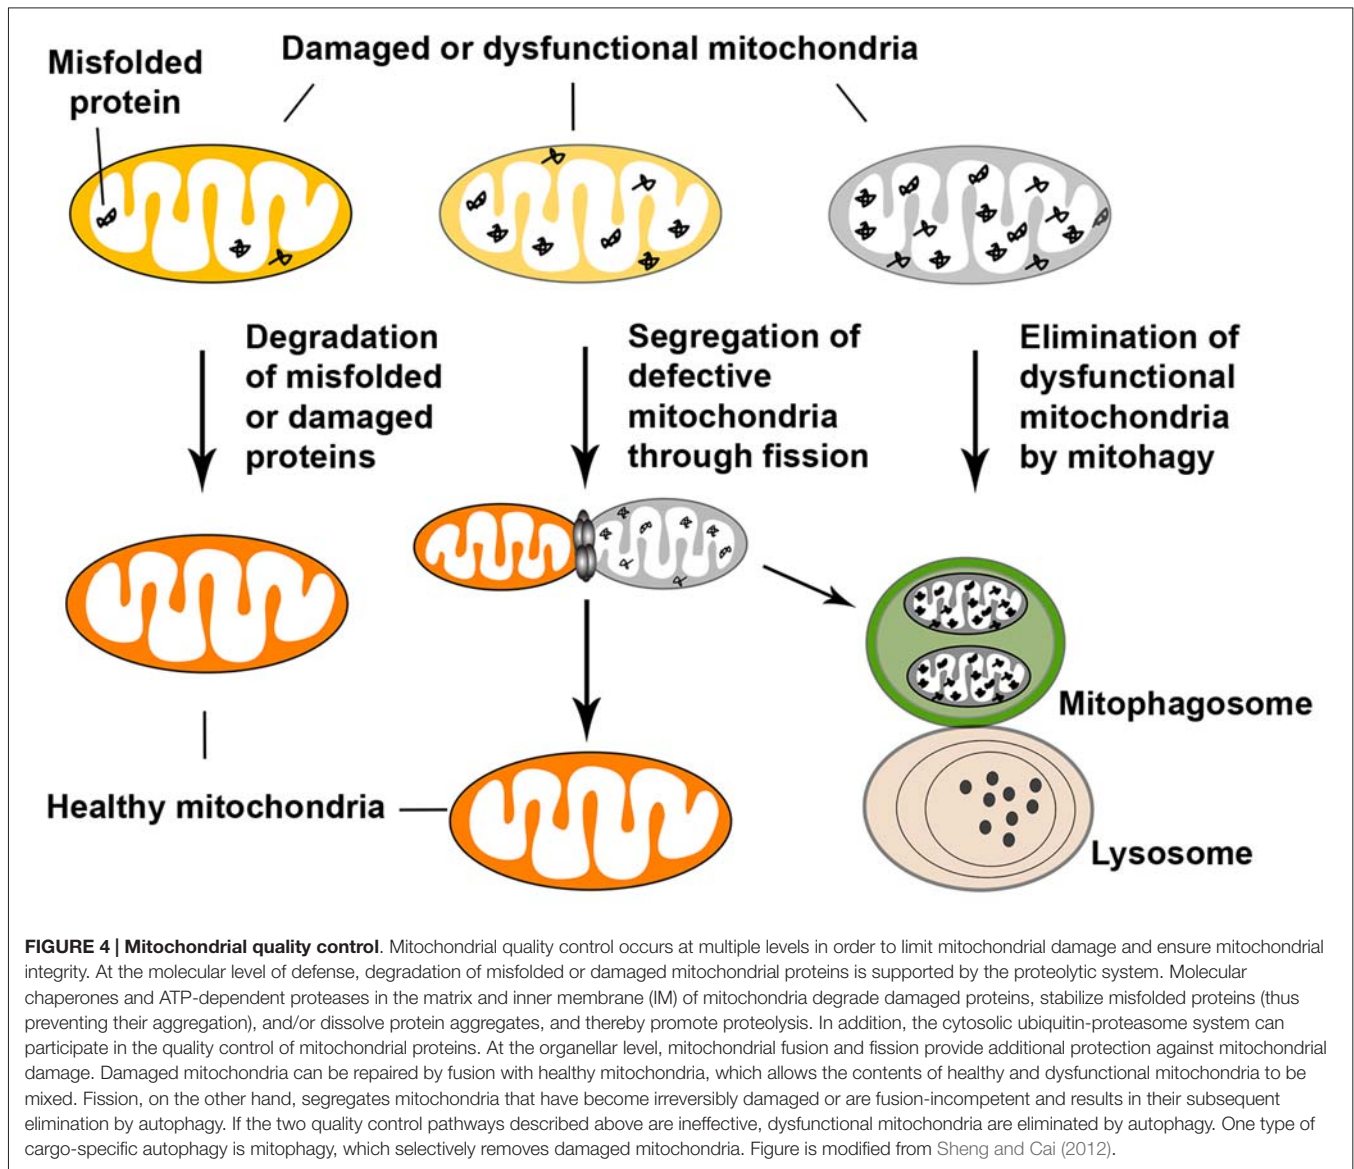 Damaged or dysfunctional mitochondria
Misfolded
protein
Degradation
of misfolded
or damaged
proteins
Segregation of
defective
mitochondria
through fission
Elimination of
dysfunctional
mitochondria
by mitohagy
Mitophagosome
Healthy mitochondria
Lysosome
FIGURE 4 | Mitochondrial quality control. Mitochondrial quality control occurs at multiple levels in order to limit mitochondrial damage and ensure mitochondrial
integrity. At the molecular level of defense, degradation of misfolded or damaged mitochondrial proteins is supported by the proteolytic system. Molecular
chaperones and ATP-dependent proteases in the matrix and inner membrane (IM) of mitochondria degrade damaged proteins, stabilize misfolded proteins (thus
preventing their aggregation), and/or dissolve protein aggregates, and thereby promote proteolysis. In addition, the cytosolic ubiquitin-proteasome system can
participate in the quality control of mitochondrial proteins. At the organellar level, mitochondrial fusion and fission provide additional protection against mitochondrial
damage. Damaged mitochondria can be repaired by fusion with healthy mitochondria, which allows the contents of healthy and dysfunctional mitochondria to be
mixed. Fission, on the other hand, segregates mitochondria that have become irreversibly damaged or are fusion-incompetent and results in their subsequent
elimination by autophagy. If the two quality control pathways described above are ineffective, dysfunctional mitochondria are eliminated by autophagy. One type of
cargo-specific autophagy is mitophagy, which selectively removes damaged mitochondria. Figure is modified from Sheng and Cai (2012).